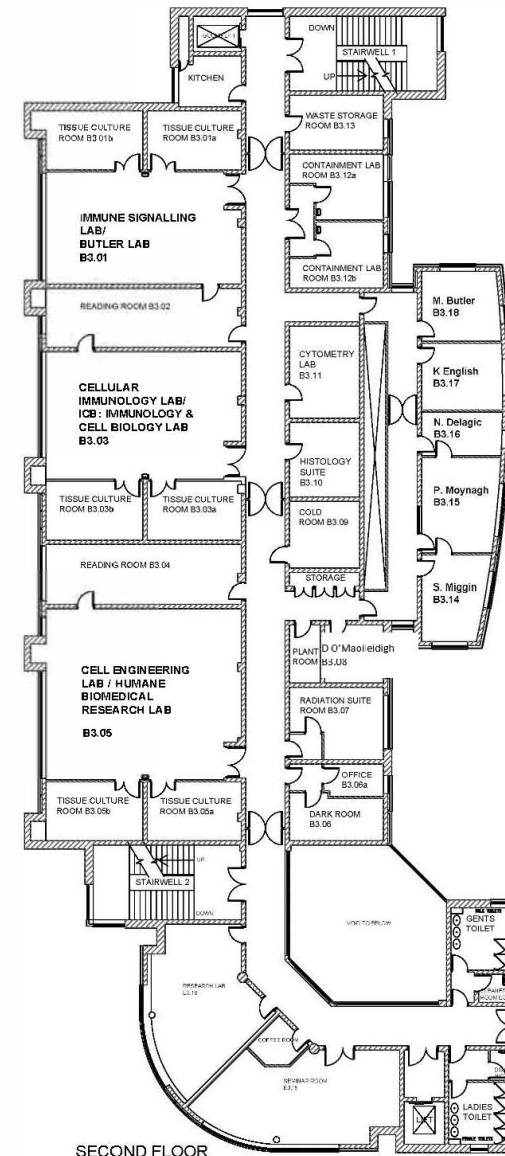 DOWN
STAIRWELL 1
UP
KITCHEN
WASTE STORAGE
ROOM B3.13
TISSUE CULTURE
ROOM B3.01b
TISSUE CULTURE
ROOM B3.01a
CONTAINMENT LAB
ROOM B3.12a
IMMUNE SIGNALLING
LAB/
BUTLER LAB
B3.01
CONTAINMENT LAB
ROOM B3.12b
M. Butler
B3.18
READING ROOM B3.02
CYTOMETRY
LAB
B3.11
K English
B3.17
CELLULAR
IMMUNOLOGY LAB/
ICB: IMMUNOLOGY &
CELL BIOLOGY LAB
B3.03
N. Delagic
B3.16
HISTOLOGY
SUITE
B3.10
P. Moynagh
B3.15
TISSUE CULTURE
ROOM B3.03b
TISSUE CULTURE
ROOM B3.03a
COLD
ROOM B3.09
READING ROOM B3.04
STORAGE
S. Miggin
B3.14
PLANT
ROOM
D O'Maoileidigh
B3.08
CELL ENGINEERING
LAB / HUMANE
BIOMEDICAL
RESEARCH LAB
B3.05
RADIATION SUITE
ROOM B3.07
OFFICE
B3.06a
TISSUE CULTURE
ROOM B3.05b
TISSUE CULTURE
ROOM B3.05a
DARK ROOM
B3.06
UP
STAIRWELL 2
DOWN
VOID TO BELOW
MALE TOILETS
GENTS
TOILET
RESEARCH LAB
COFFEE ROOM
SEMINAR ROOM
LIFT
LADIES
TOILET
FEMALE TOILETS
SECOND FLOOR